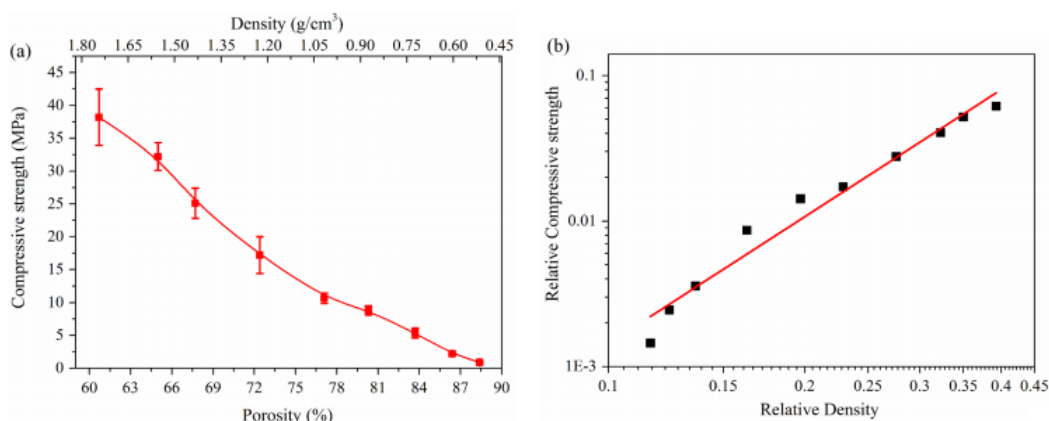 (a)
Density (g/cm³)
1.80 1.65 1.50 1.35 1.20 1.05 0.90 0.75 0.60 0.45
45
40
35
30
25
20
15
10
5
0
Compressive strength (MPa)
60 63 66 69 72 75 78 81 84 87 90
Porosity (%)
(b)
0.1
0.01
1E-3
Relative Compressive strength
0.1 0.15 0.2 0.25 0.3 0.35 0.4 0.45
Relative Density